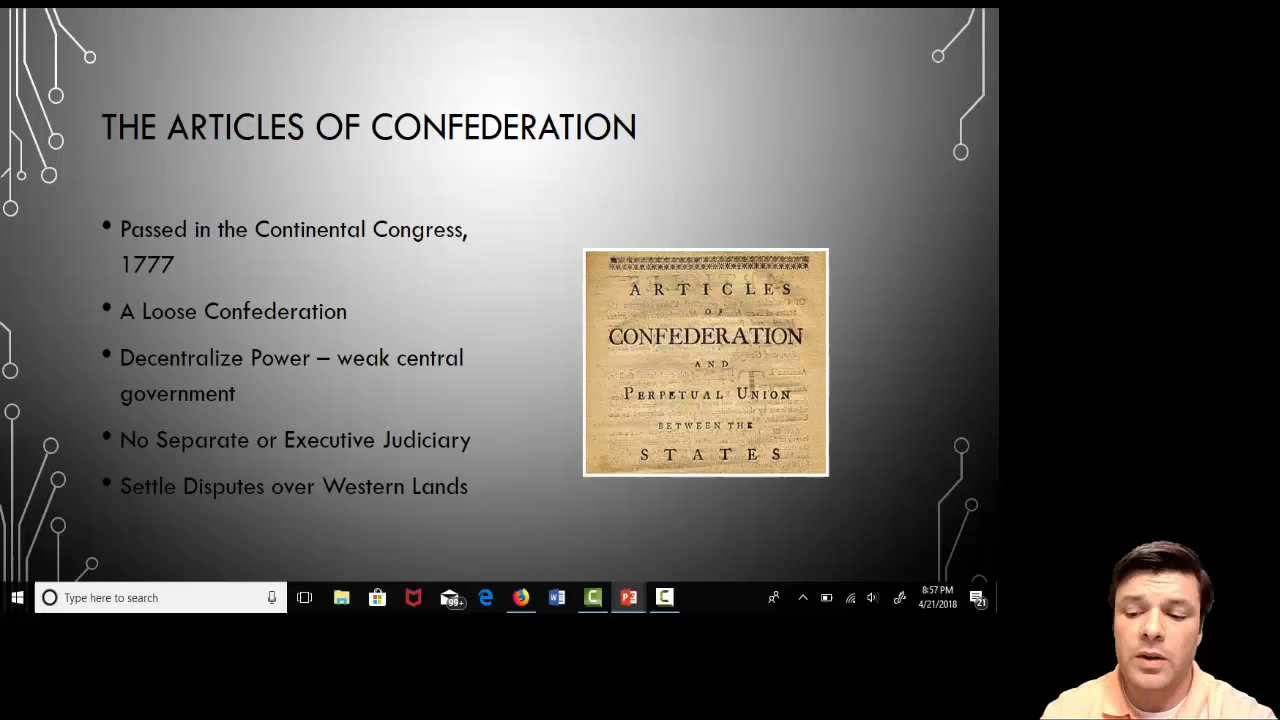 THE ARTICLES OF CONFEDERATION
• Passed in the Continental Congress,
1777
• A Loose Confederation
• Decentralize Power – weak central
government
• No Separate or Executive Judiciary
• Settle Disputes over Western Lands
ARTICLES
OF
CONFEDERATION
AND
PERPETUAL UNION
BETWEEN THE
STATES
Type here to search
99+
8:57 PM
4/21/2018
21